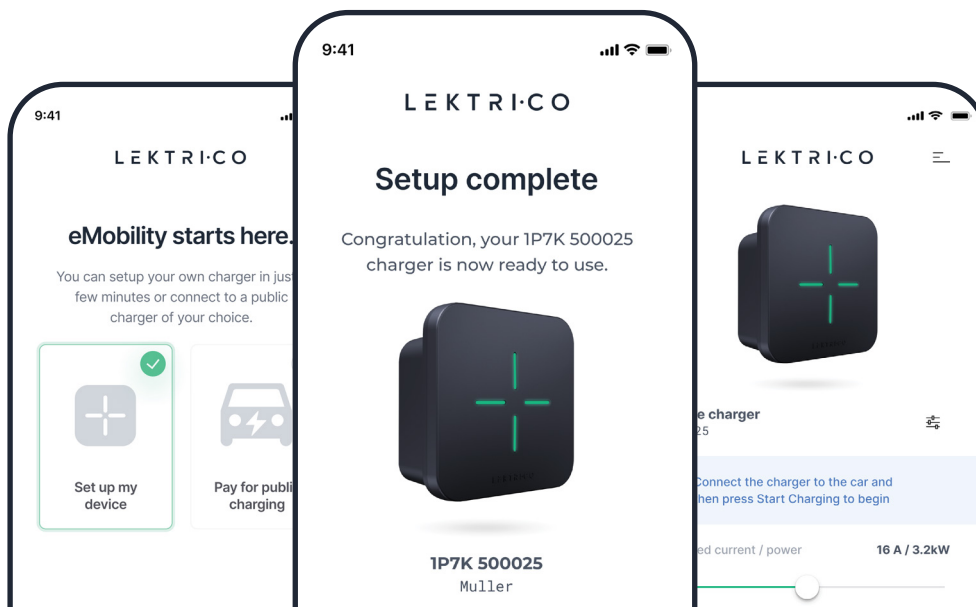 9:41
LEKTRI·CO
eMobility starts here.
You can setup your own charger in just
few minutes or connect to a public
charger of your choice.
Set up my
device
Pay for publi
charging
9:41
LEKTRI·CO
Setup complete
Congratulation, your 1P7K 500025
charger is now ready to use.
1P7K 500025
Muller
LEKTRI·CO
e charger
25
Connect the charger to the car and
hen press Start Charging to begin
ed current / power
16 A / 3.2kW